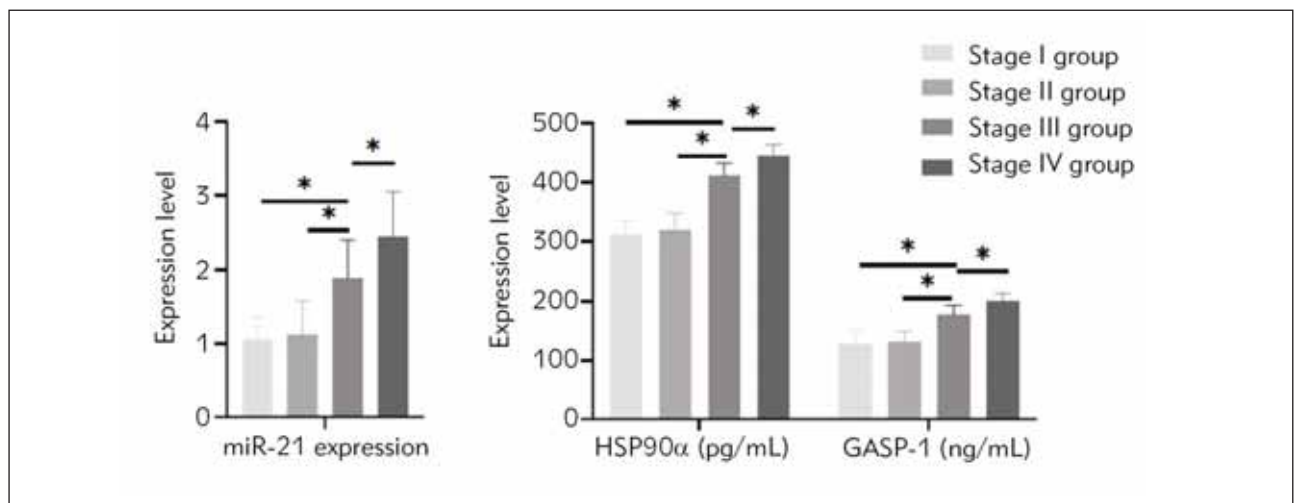 Stage I group
Stage II group
Stage III group
Stage IV group
Expression level
4
3
2
1
0
*
*
*
miR-21 expression
Expression level
500
400
300
200
100
0
*
*
*
*
*
*
HSP90α (pg/mL)
GASP-1 (ng/mL)